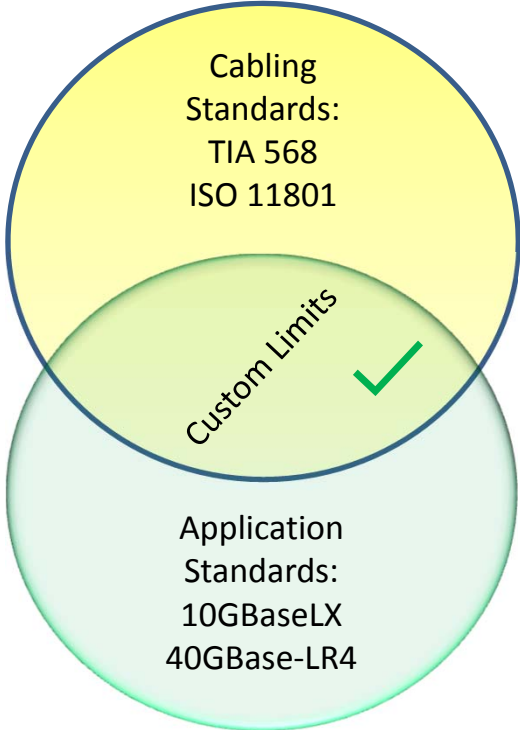 Cabling
Standards:
TIA 568
ISO 11801
Custom Limits
Application
Standards:
10GBaseLX
40GBase-LR4